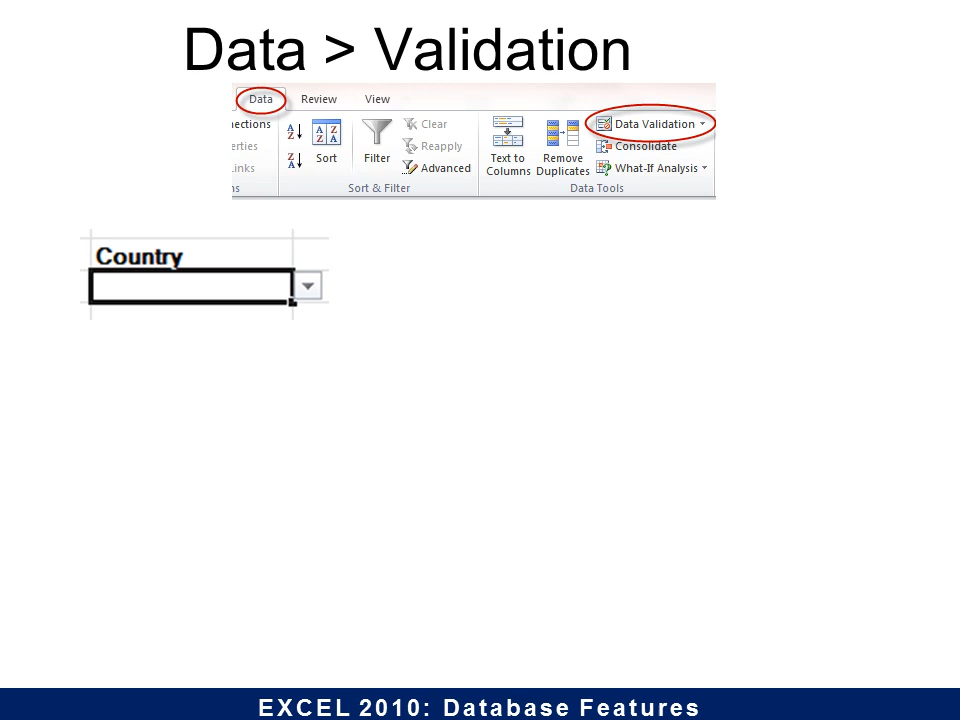 Data > Validation
Data Review View
nections
erties
Links
ns
A Z
Z A
A Z Z A
Sort
Filter
Clear
Reapply
Advanced
Sort & Filter
Text to Columns
Remove Duplicates
Data Validation
Consolidate
What-If Analysis
Data Tools
Country
EXCEL 2010: Database Features